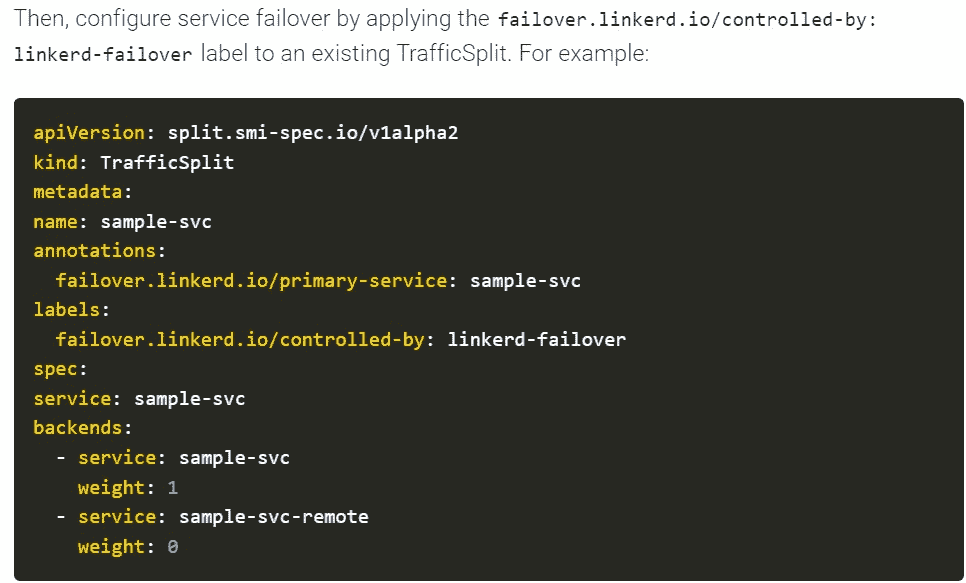 Then, configure service failover by applying the failover.linkerd.io/controlled-by:
linkerd-failover label to an existing TrafficSplit. For example:
apiVersion: split.smi-spec.io/v1alpha2
kind: TrafficSplit
metadata:
name: sample-svc
annotations:
  failover.linkerd.io/primary-service: sample-svc
labels:
  failover.linkerd.io/controlled-by: linkerd-failover
spec:
service: sample-svc
backends:
  - service: sample-svc
    weight: 1
  - service: sample-svc-remote
    weight: 0